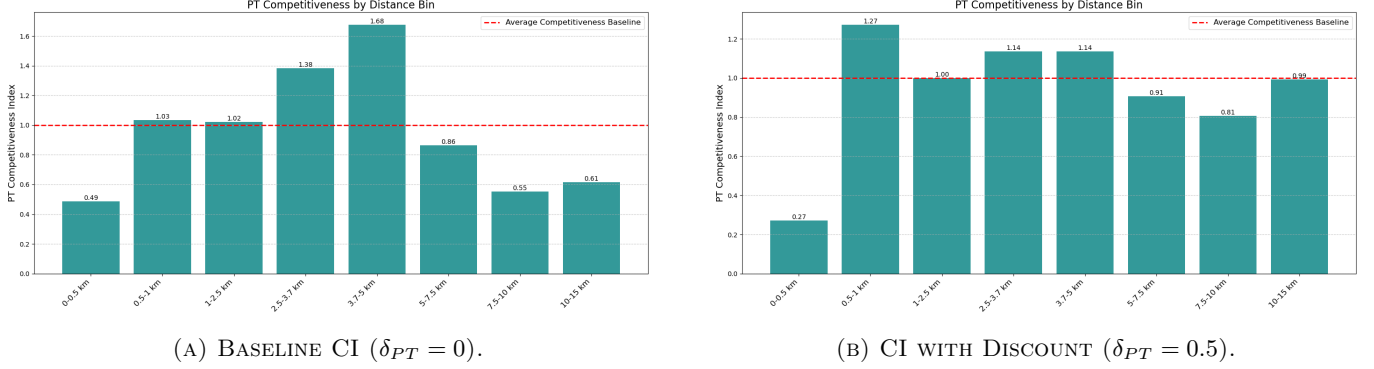 PT Competitiveness by Distance Bin
Average Competitiveness Baseline
PT Competitiveness Index
1.6
1.4
1.2
1.0
0.8
0.6
0.4
0.2
0.0
0.49
1.03
1.02
1.38
1.68
0.86
0.55
0.61
0-0.5 km
0.5-1 km
1-2.5 km
2.5-3.7 km
3.7-5 km
5-7.5 km
7.5-10 km
10-15 km
(A) BASELINE CI (δ_PT = 0).
PT Competitiveness by Distance Bin
Average Competitiveness Baseline
PT Competitiveness Index
1.2
1.0
0.8
0.6
0.4
0.2
0.0
0.27
1.27
1.00
1.14
1.14
0.91
0.81
0.99
0-0.5 km
0.5-1 km
1-2.5 km
2.5-3.7 km
3.7-5 km
5-7.5 km
7.5-10 km
10-15 km
(B) CI WITH DISCOUNT (δ_PT = 0.5).